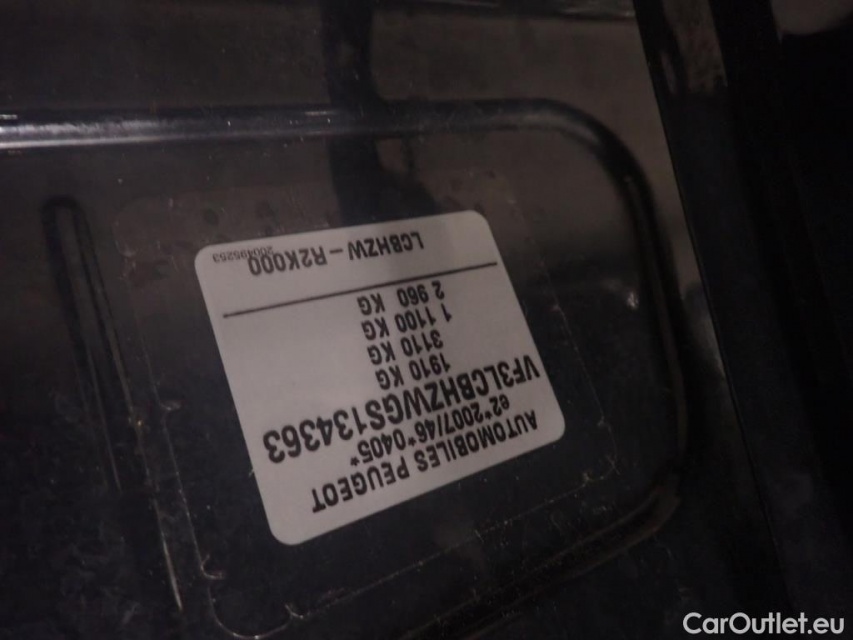 AUTOMOBILES PEUGEOT
e2*2007/46*0405*
VF3LCBHZWGS134363
1910 KG
3110 KG
1 1100 KG
2 960 KG
LCBHZW - R2K000
200495253
CarOutlet.eu